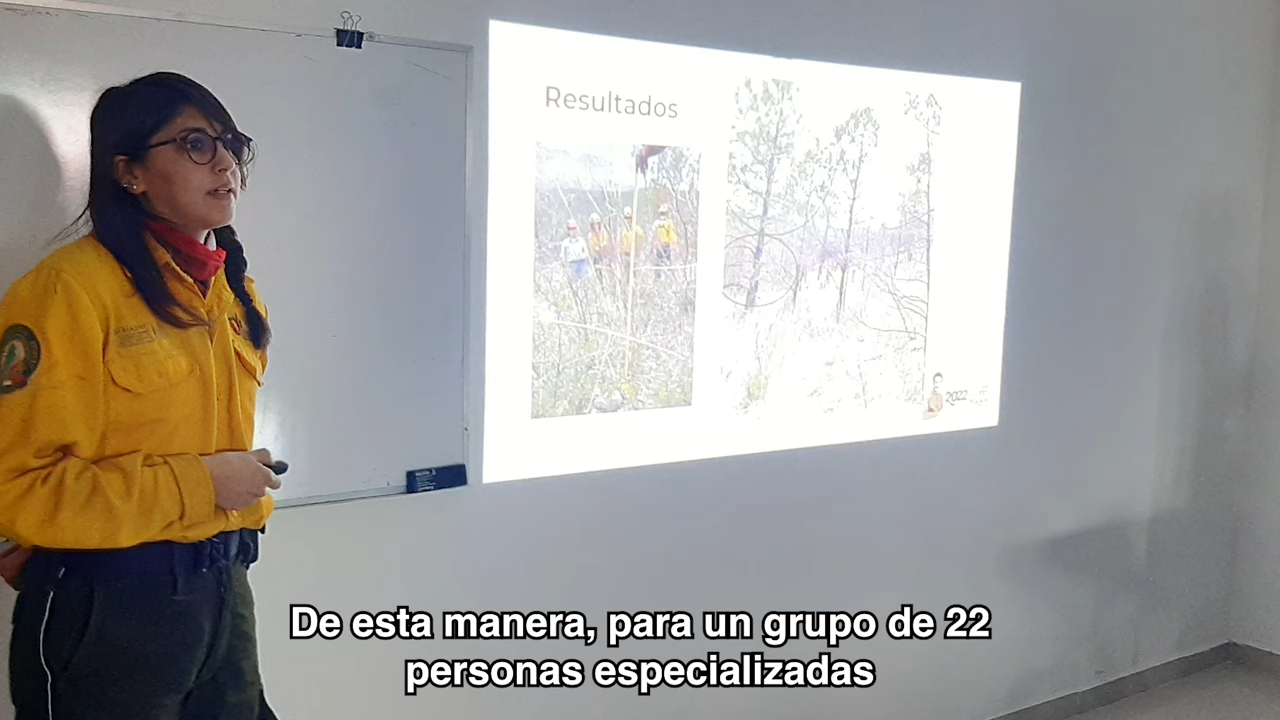 Resultados
2022
De esta manera, para un grupo de 22
personas especializadas